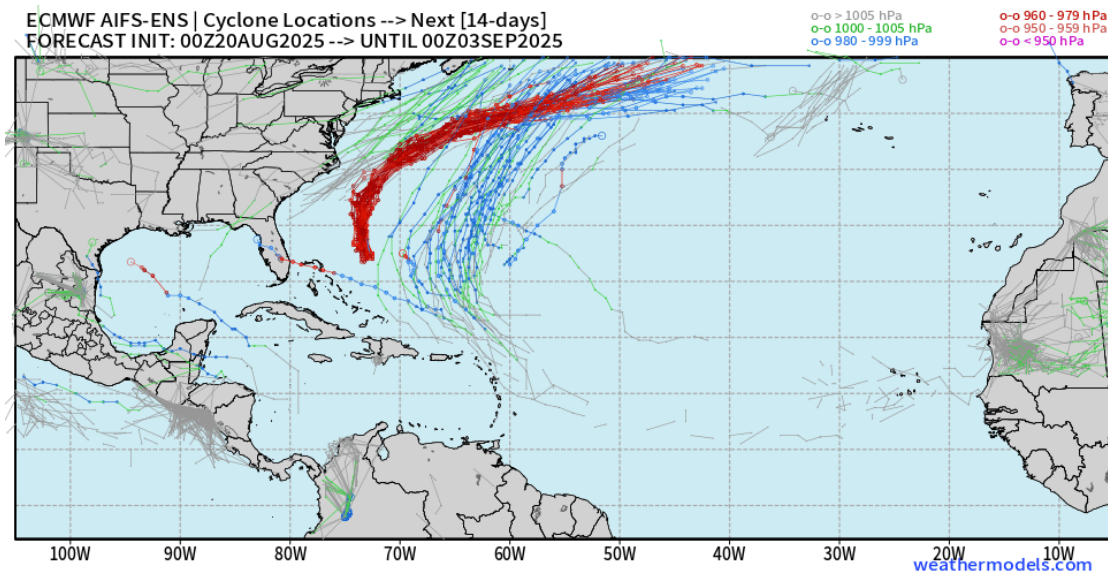 ECMWF AIFS-ENS | Cyclone Locations --> Next [14-days]
FORECAST INIT: 00Z20AUG2025 --> UNTIL 00Z03SEP2025
o-o > 1005 hPa
o-o 1000 - 1005 hPa
o-o 980 - 999 hPa
o-o 960 - 979 hPa
o-o 950 - 959 hPa
o-o < 950 hPa
100W 90W 80W 70W 60W 50W 40W 30W 20W 10W
weathermodels.com